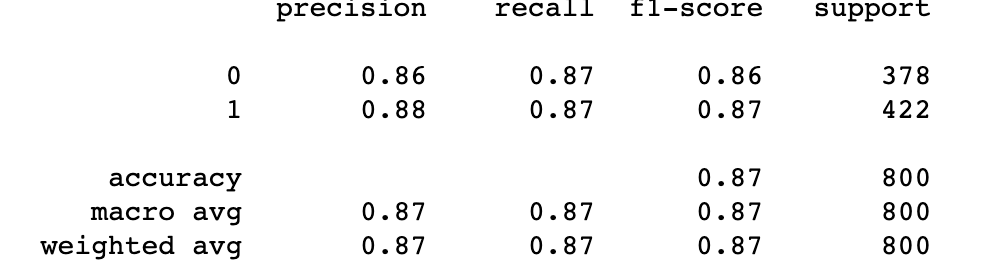 precision recall f1-score support
0 0.86 0.87 0.86 378
1 0.88 0.87 0.87 422
accuracy 0.87 800
macro avg 0.87 0.87 0.87 800
weighted avg 0.87 0.87 0.87 800